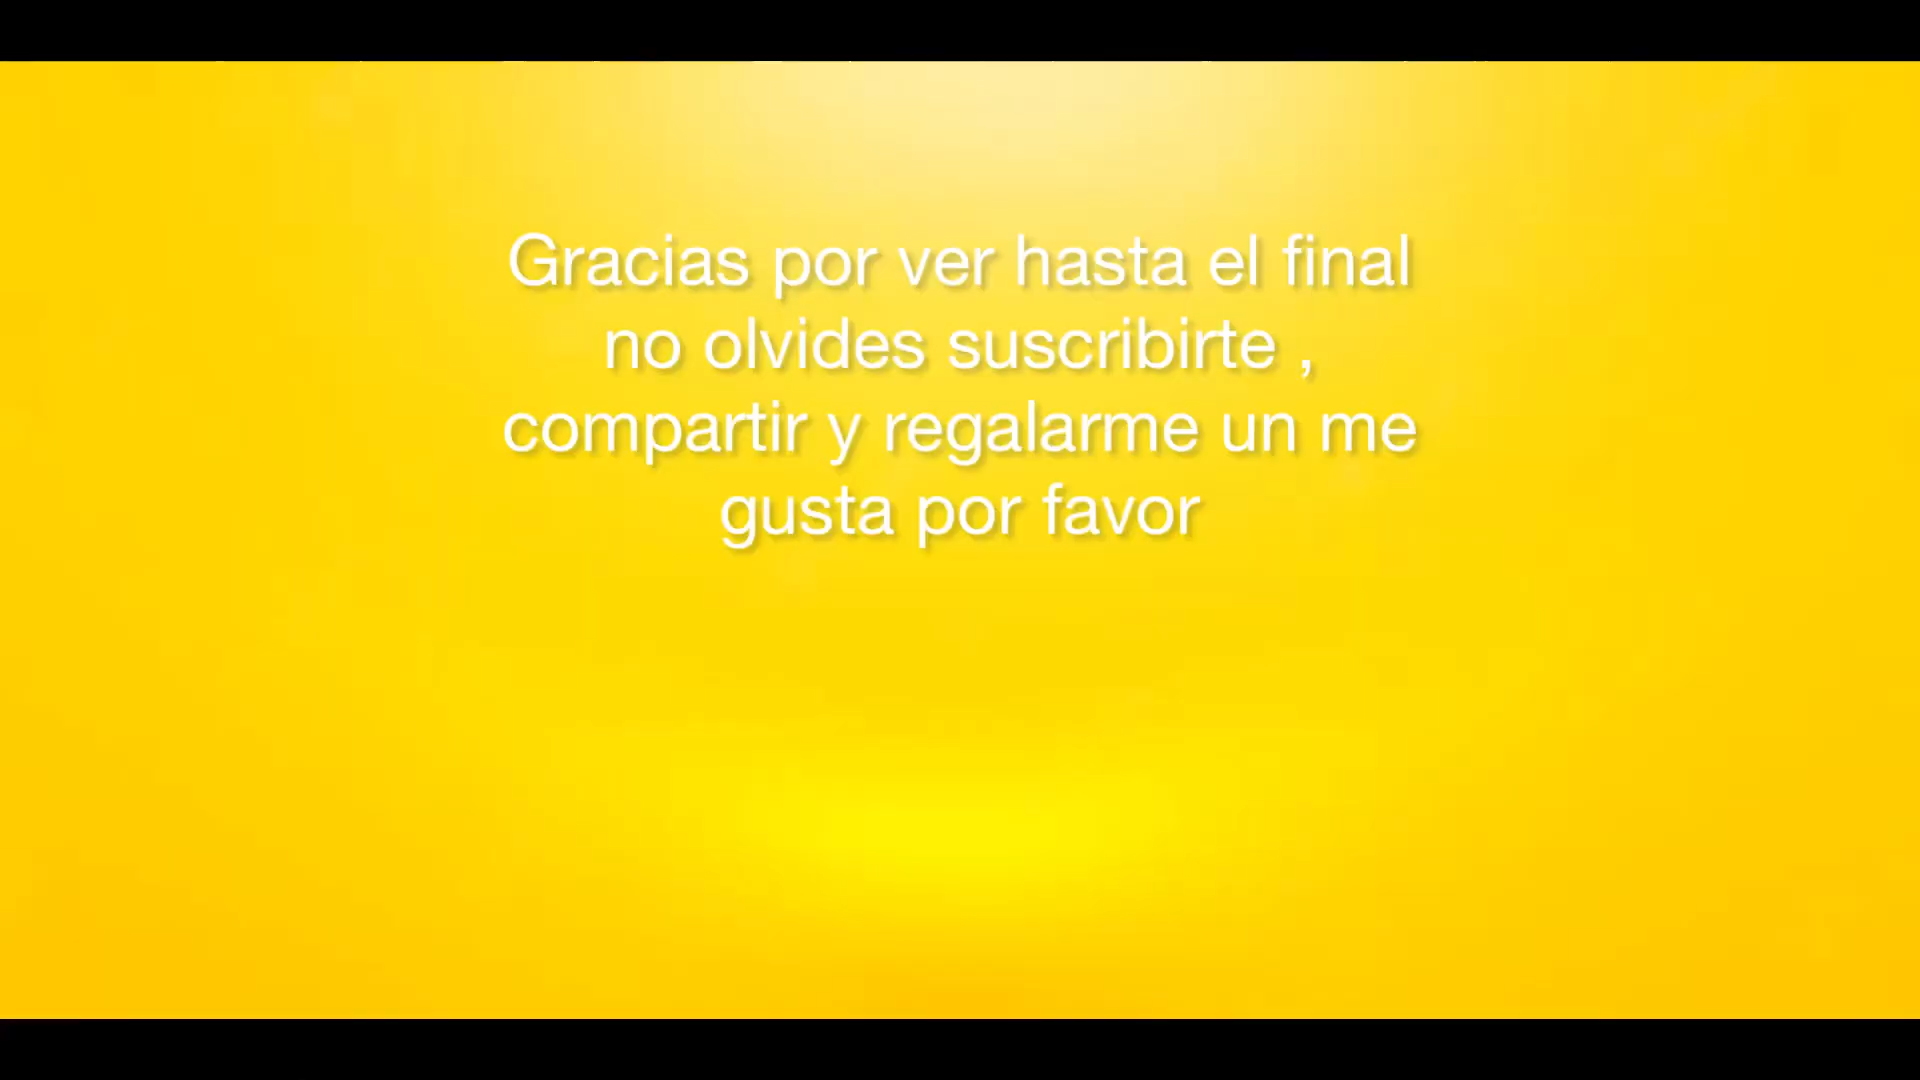 Gracias por ver hasta el final
no olvides suscribirte ,
compartir y regalarme un me
gusta por favor